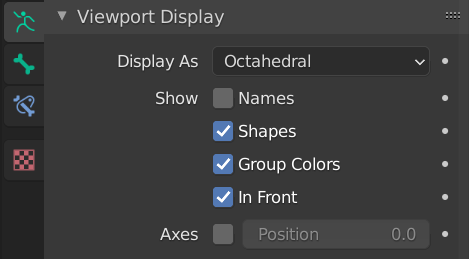 Viewport Display
Display As Octahedral
Show Names
Shapes
Group Colors
In Front
Axes Position 0.0